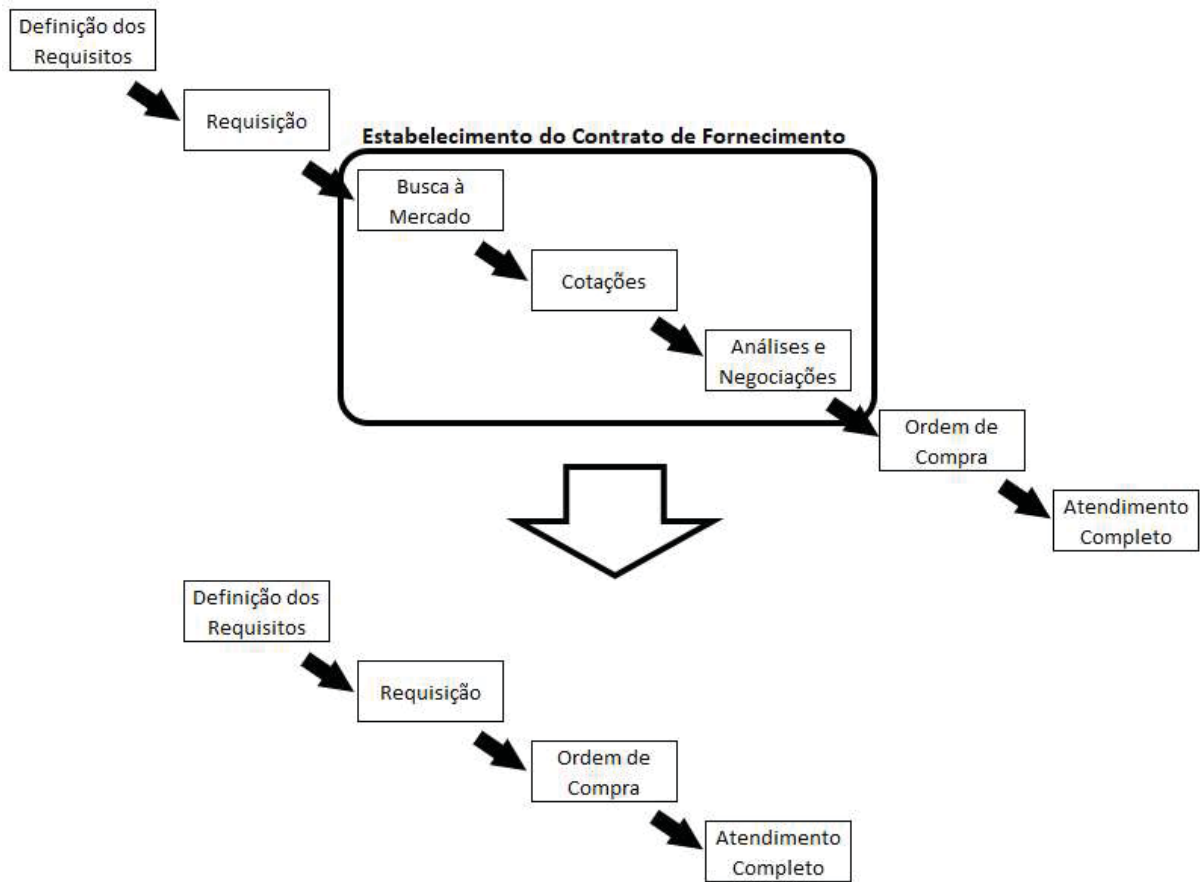 Definição dos
Requisitos
Requisição
Estabelecimento do Contrato de Fornecimento
Busca à
Mercado
Cotações
Análises e
Negociações
Ordem de
Compra
Atendimento
Completo
Definição dos
Requisitos
Requisição
Ordem de
Compra
Atendimento
Completo